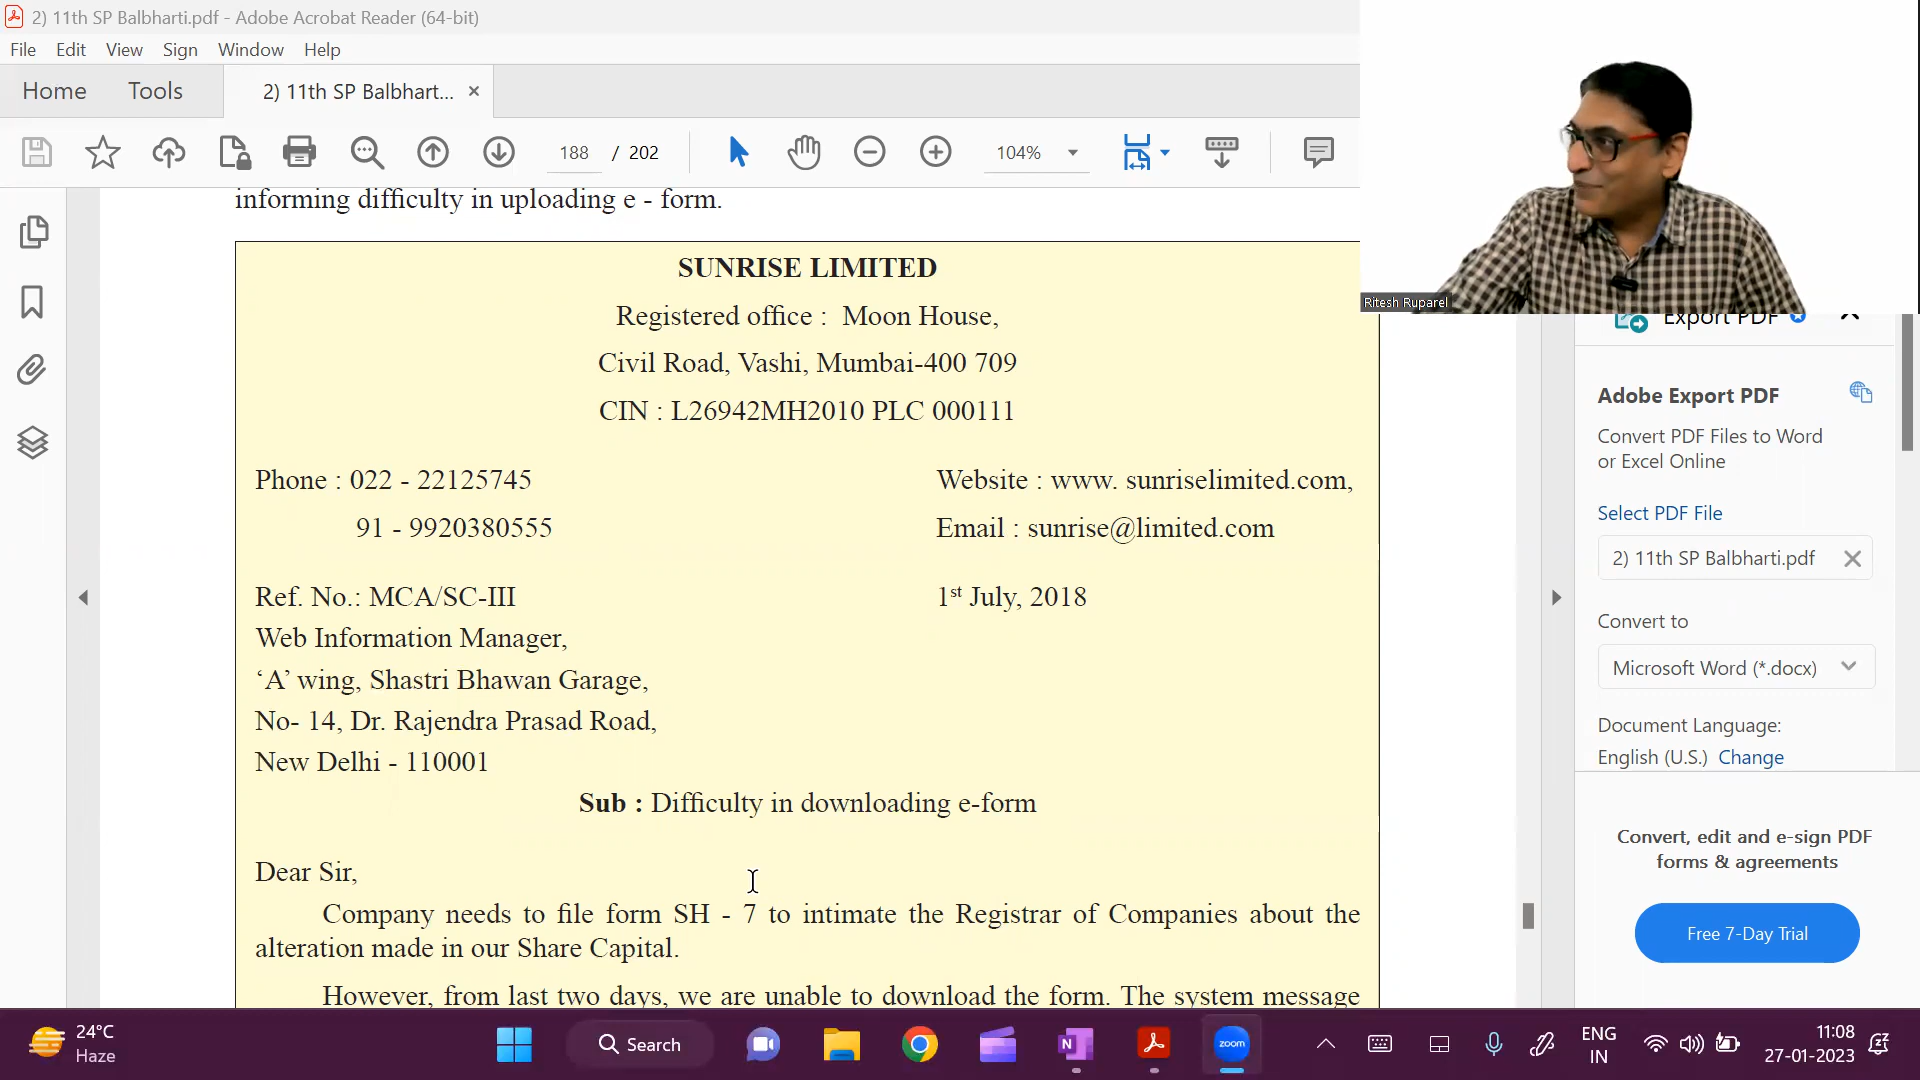 2) 11th SP Balbharti.pdf - Adobe Acrobat Reader (64-bit)
File Edit View Sign Window Help
Home Tools 2) 11th SP Balbhart... ×
188 / 202 104%
informing difficulty in uploading e - form.
SUNRISE LIMITED
Registered office : Moon House,
Civil Road, Vashi, Mumbai-400 709
CIN : L26942MH2010 PLC 000111
Phone : 022 - 22125745 Website : www. sunriselimited.com,
91 - 9920380555 Email : sunrise@limited.com
Ref. No.: MCA/SC-III 1st July, 2018
Web Information Manager,
‘A’ wing, Shastri Bhawan Garage,
No- 14, Dr. Rajendra Prasad Road,
New Delhi - 110001
Sub : Difficulty in downloading e-form
Dear Sir,
Company needs to file form SH - 7 to intimate the Registrar of Companies about the
alteration made in our Share Capital.
However, from last two days, we are unable to download the form. The system message
Ritesh Ruparel
Export PDF
Adobe Export PDF
Convert PDF Files to Word
or Excel Online
Select PDF File
2) 11th SP Balbharti.pdf
Convert to
Microsoft Word (*.docx)
Document Language:
English (U.S.) Change
Convert, edit and e-sign PDF
forms & agreements
Free 7-Day Trial
24°C
Haze
Search
N
zoom
ENG
IN
11:08
27-01-2023